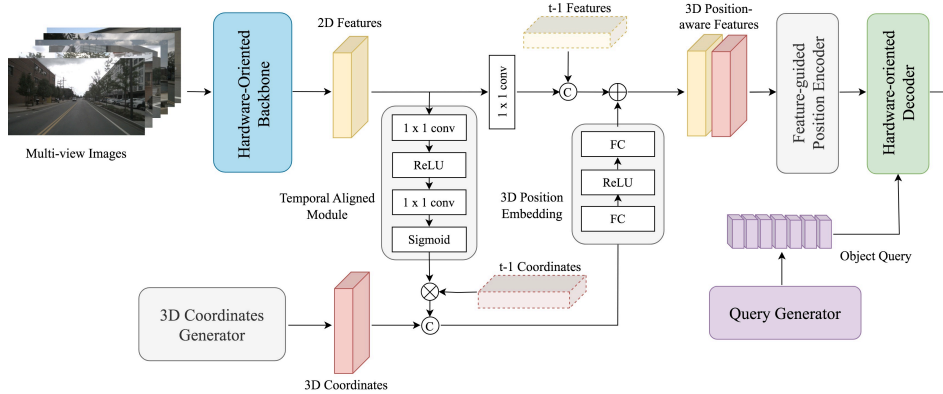 t-1 Features
3D Position-
aware Features
2D Features
Hardware-Oriented
Backbone
1 x 1 conv
C
Feature-guided
Position Encoder
Hardware-oriented
Decoder
Multi-view Images
1 x 1 conv
ReLU
1 x 1 conv
Sigmoid
Temporal Aligned
Module
FC
ReLU
FC
3D Position
Embedding
t-1 Coordinates
Object Query
3D Coordinates
Generator
C
Query Generator
3D Coordinates